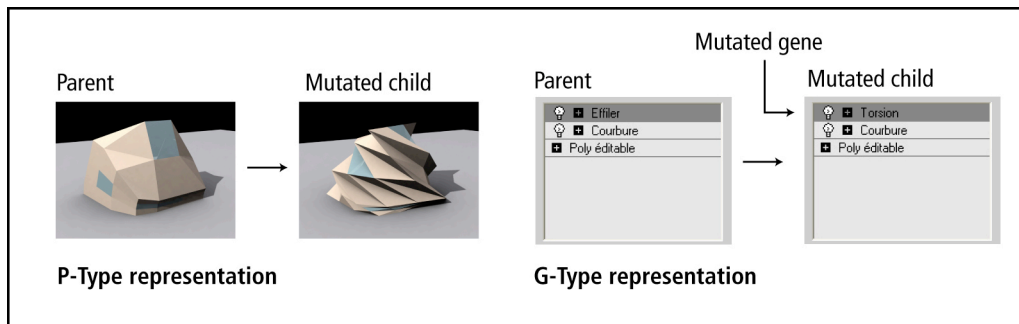 Mutated gene
Parent
Mutated child
Parent
Mutated child
Effiler
Courbure
Poly éditable
Torsion
Courbure
Poly éditable
P-Type representation
G-Type representation